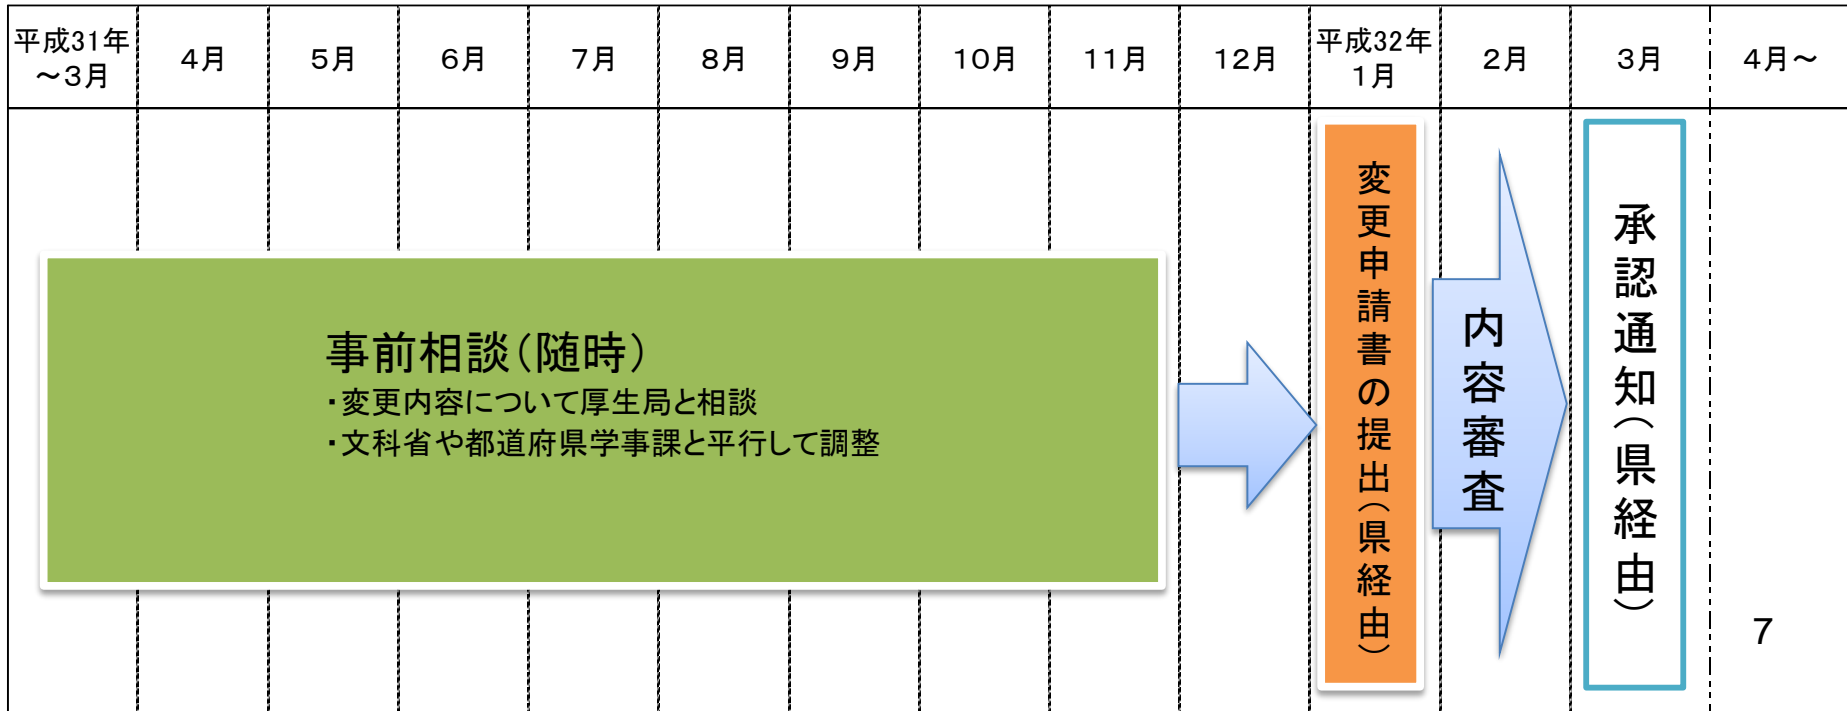 平成31年
～3月
4月
5月
6月
7月
8月
9月
10月
11月
12月
平成32年
1月
2月
3月
4月～
事前相談(随時)
・変更内容について厚生局と相談
・文科省や都道府県学事課と平行して調整
変更申請書の提出(県経由)
内容審査
承認通知(県経由)
7